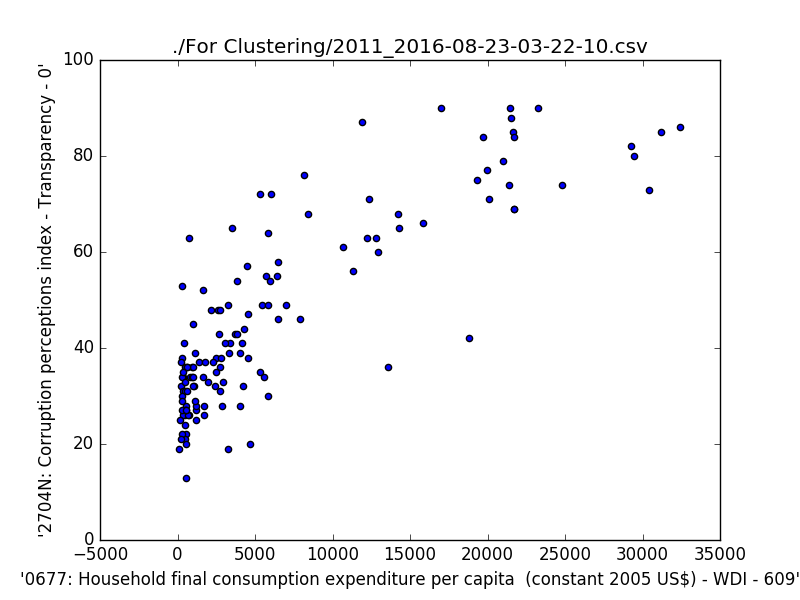 ./For Clustering/2011_2016-08-23-03-22-10.csv
'2704N: Corruption perceptions index - Transparency - 0'
100
80
60
40
20
0
−5000 0 5000 10000 15000 20000 25000 30000 35000
'0677: Household final consumption expenditure per capita  (constant 2005 US$) - WDI - 609'